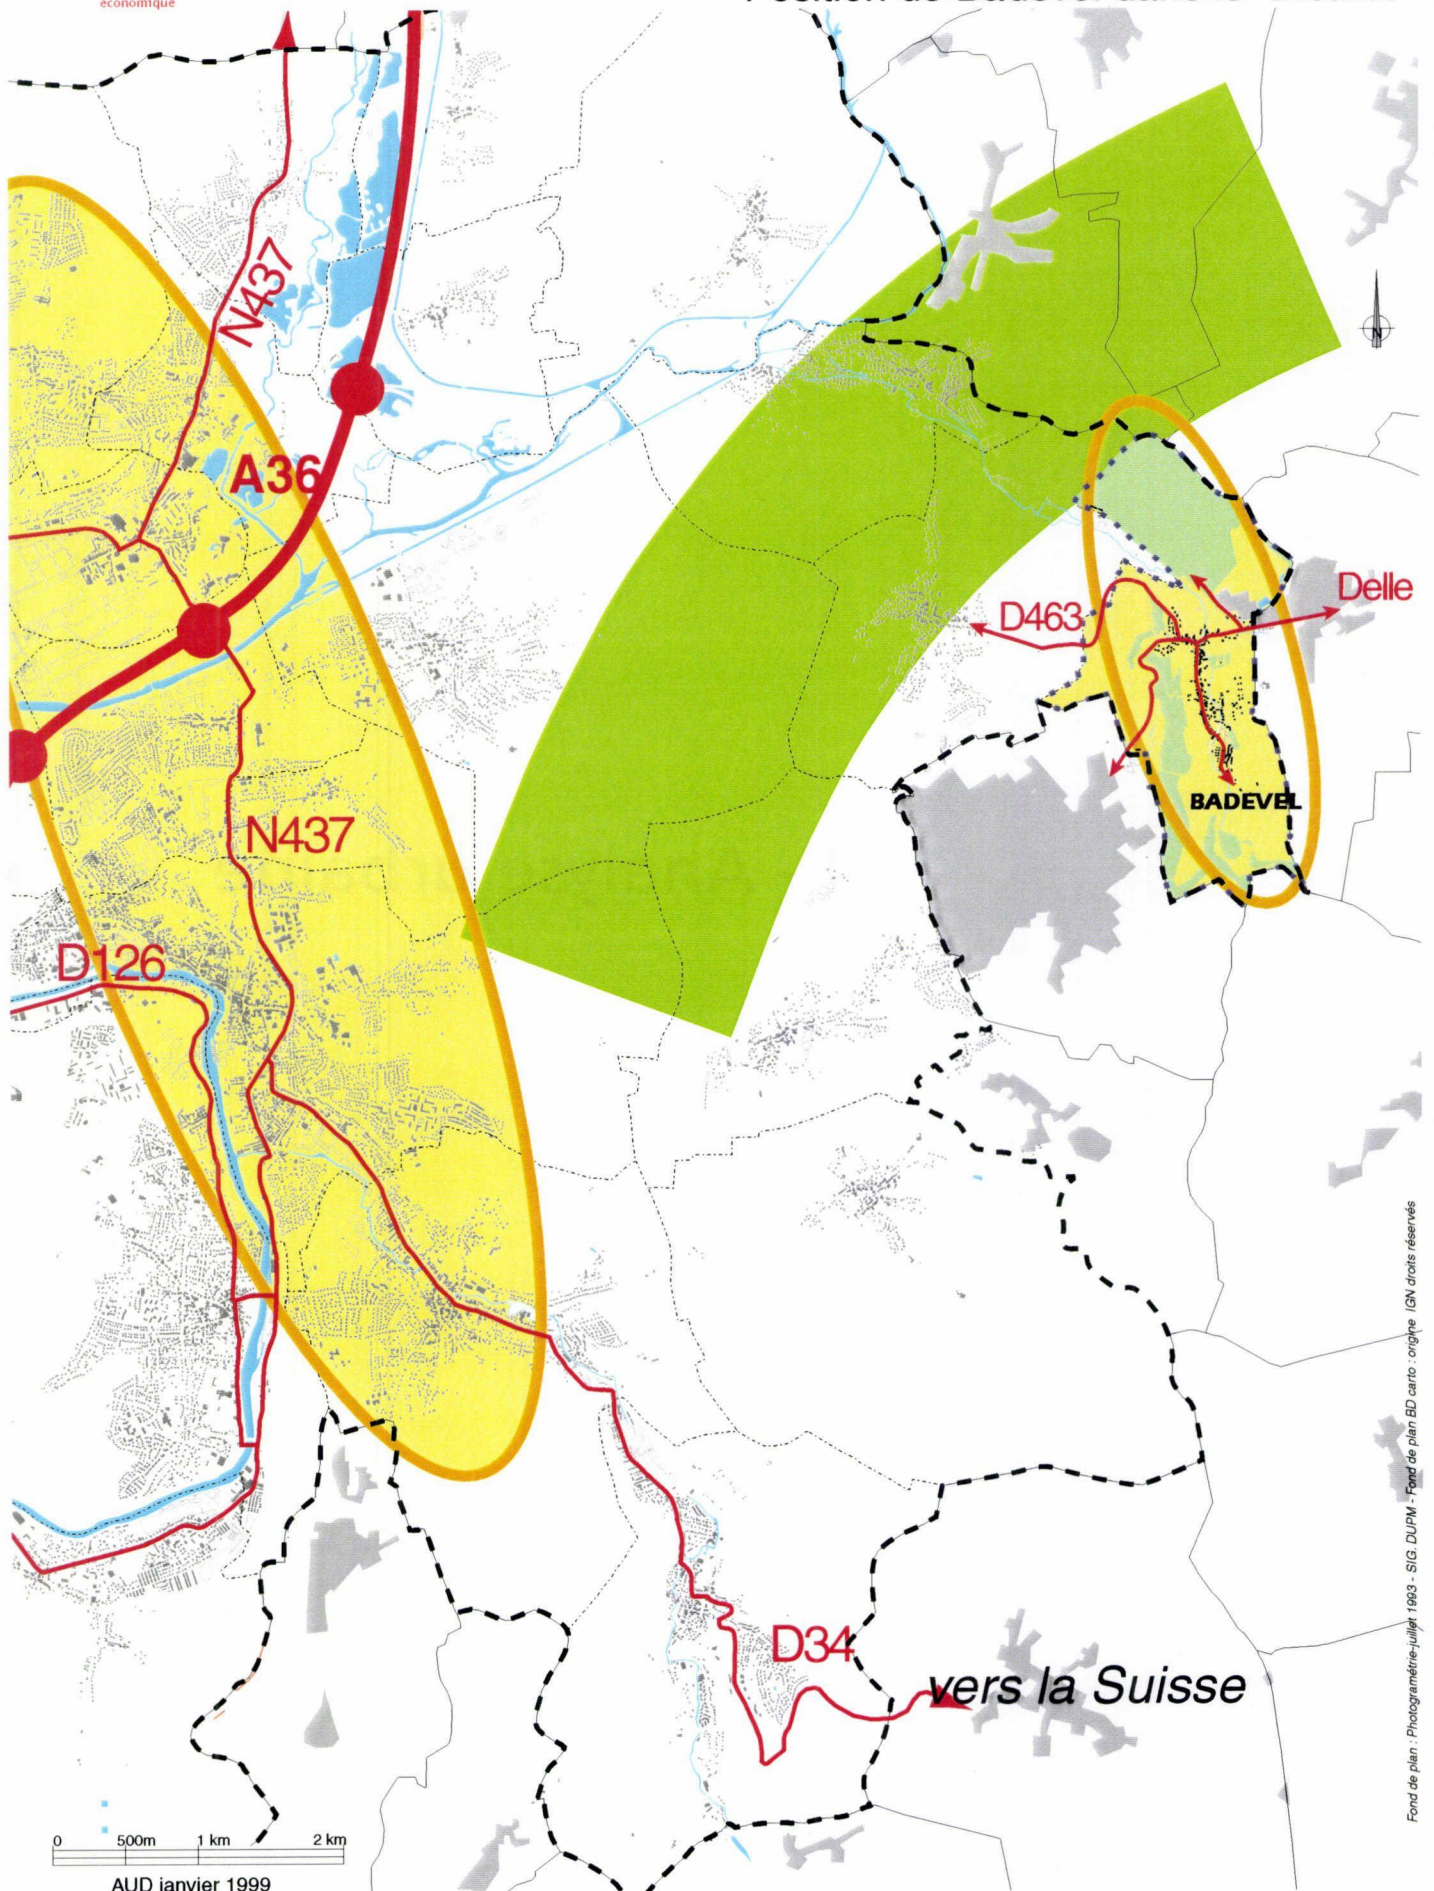 économique
N437
A36
Delle
D463
BADEVEL
N437
D126
D34
vers la Suisse
N
0 500m 1 km 2 km
AUD janvier 1999
Fond de plan : Photogramétrie-juillet 1993 - SIG. DUPM - Fond de plan BD carto : origine IGN droits réservés